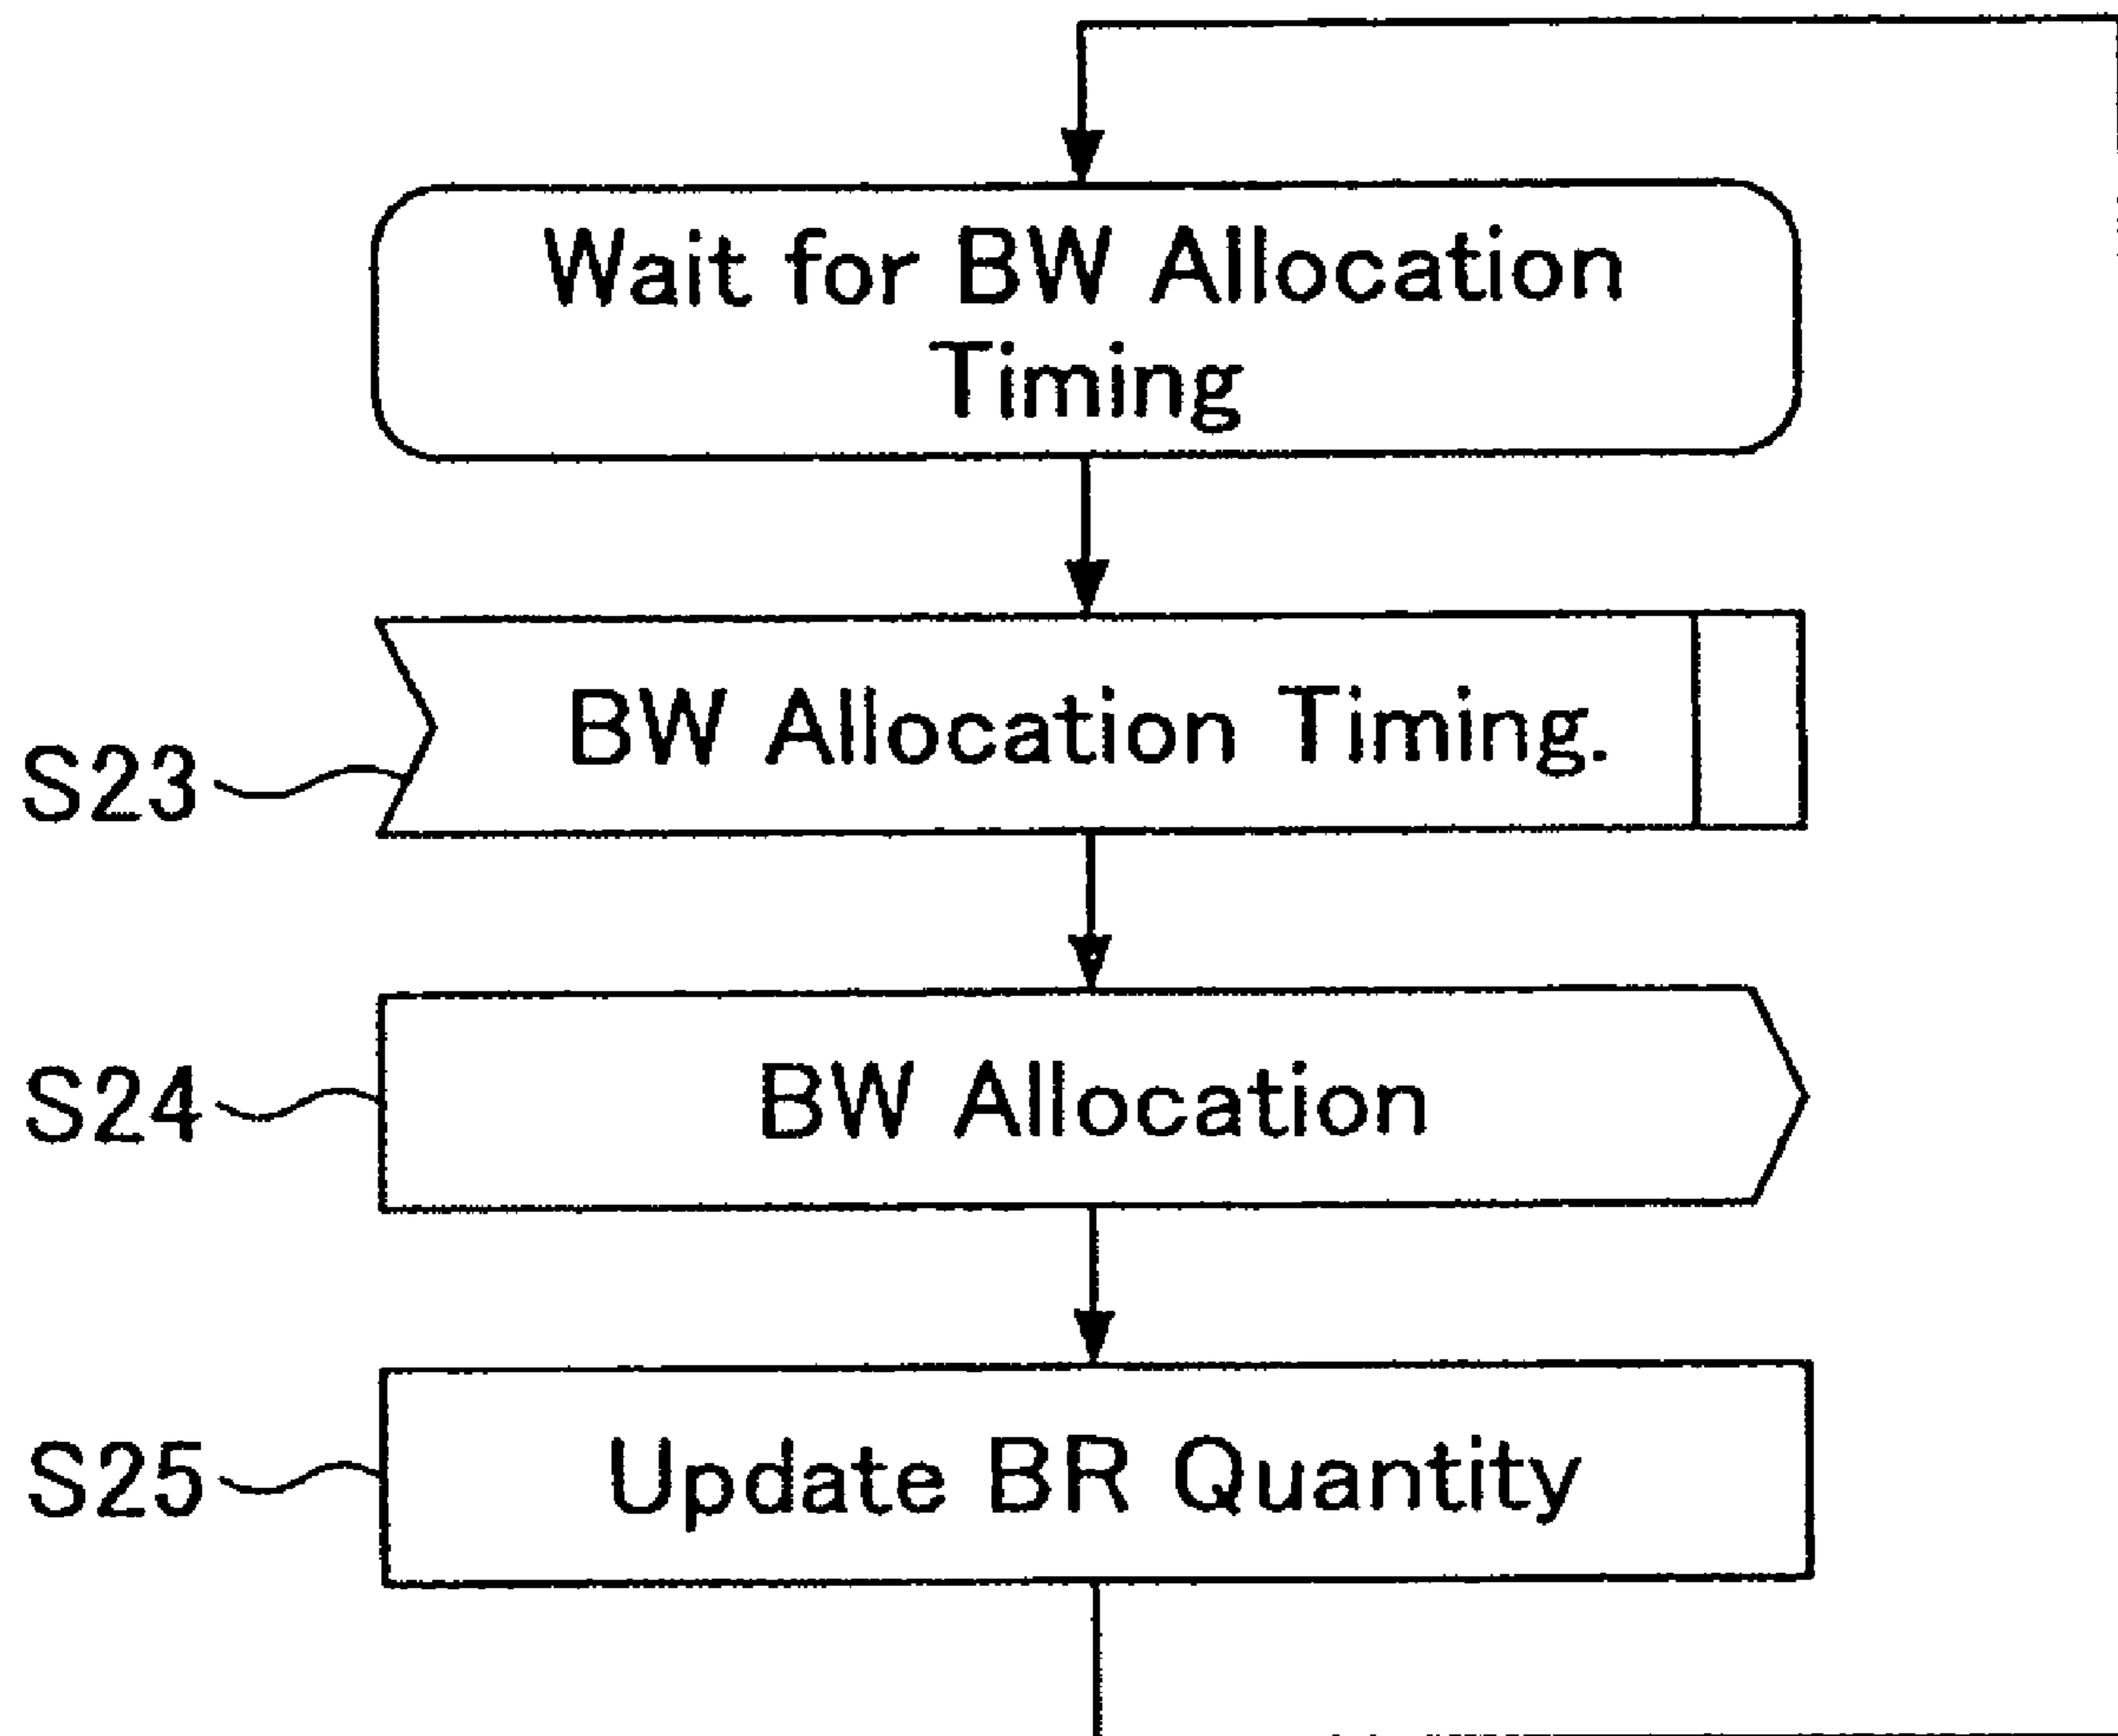 Wait for BW Allocation
Timing
BW Allocation Timing.
S23
BW Allocation
S24
Update BR Quantity
S25